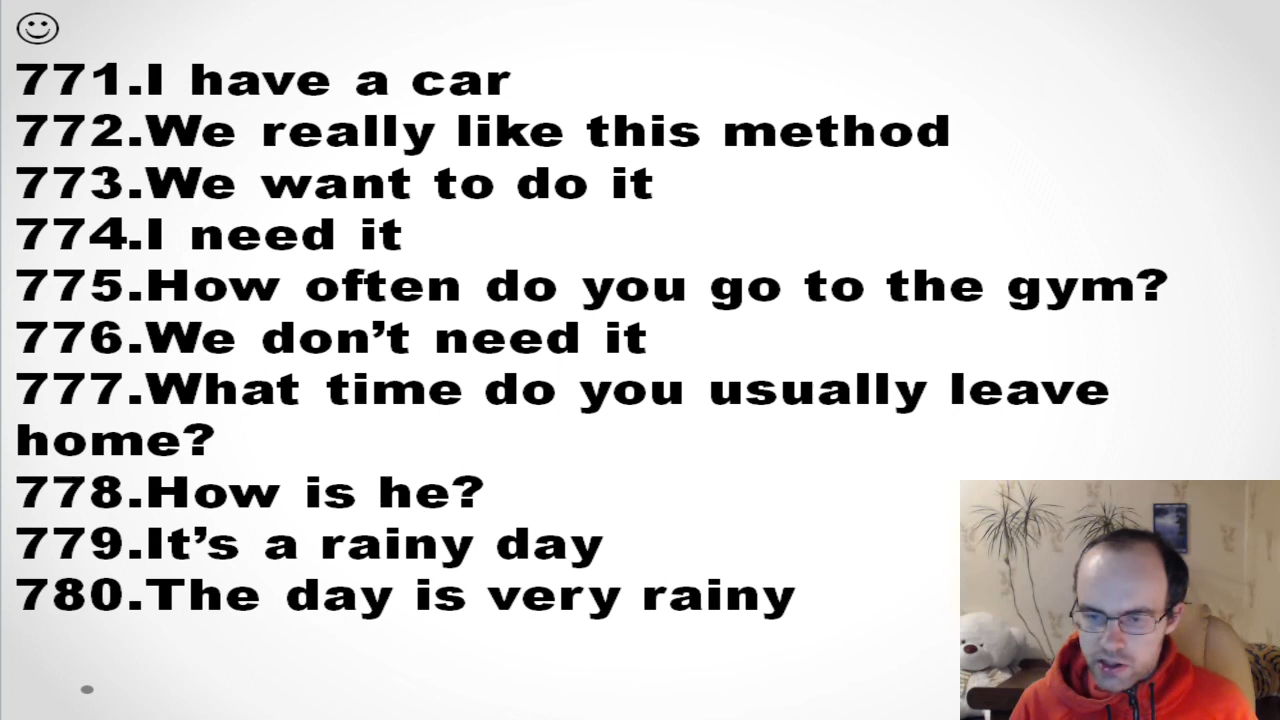 771.I have a car
772.We really like this method
773.We want to do it
774.I need it
775.How often do you go to the gym?
776.We don’t need it
777.What time do you usually leave
home?
778.How is he?
779.It’s a rainy day
780.The day is very rainy